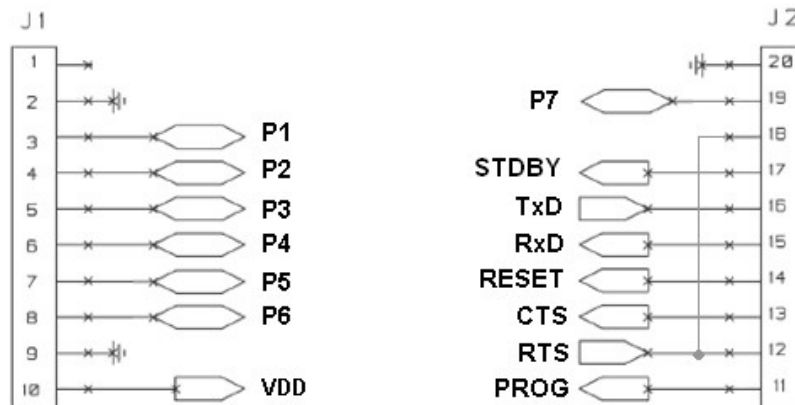 J1
J2
1
20
2
P7
19
3
P1
18
4
P2
STDBY
17
5
P3
TxD
16
6
P4
RxD
15
7
P5
RESET
14
8
P6
CTS
13
9
RTS
12
10
VDD
PROG
11